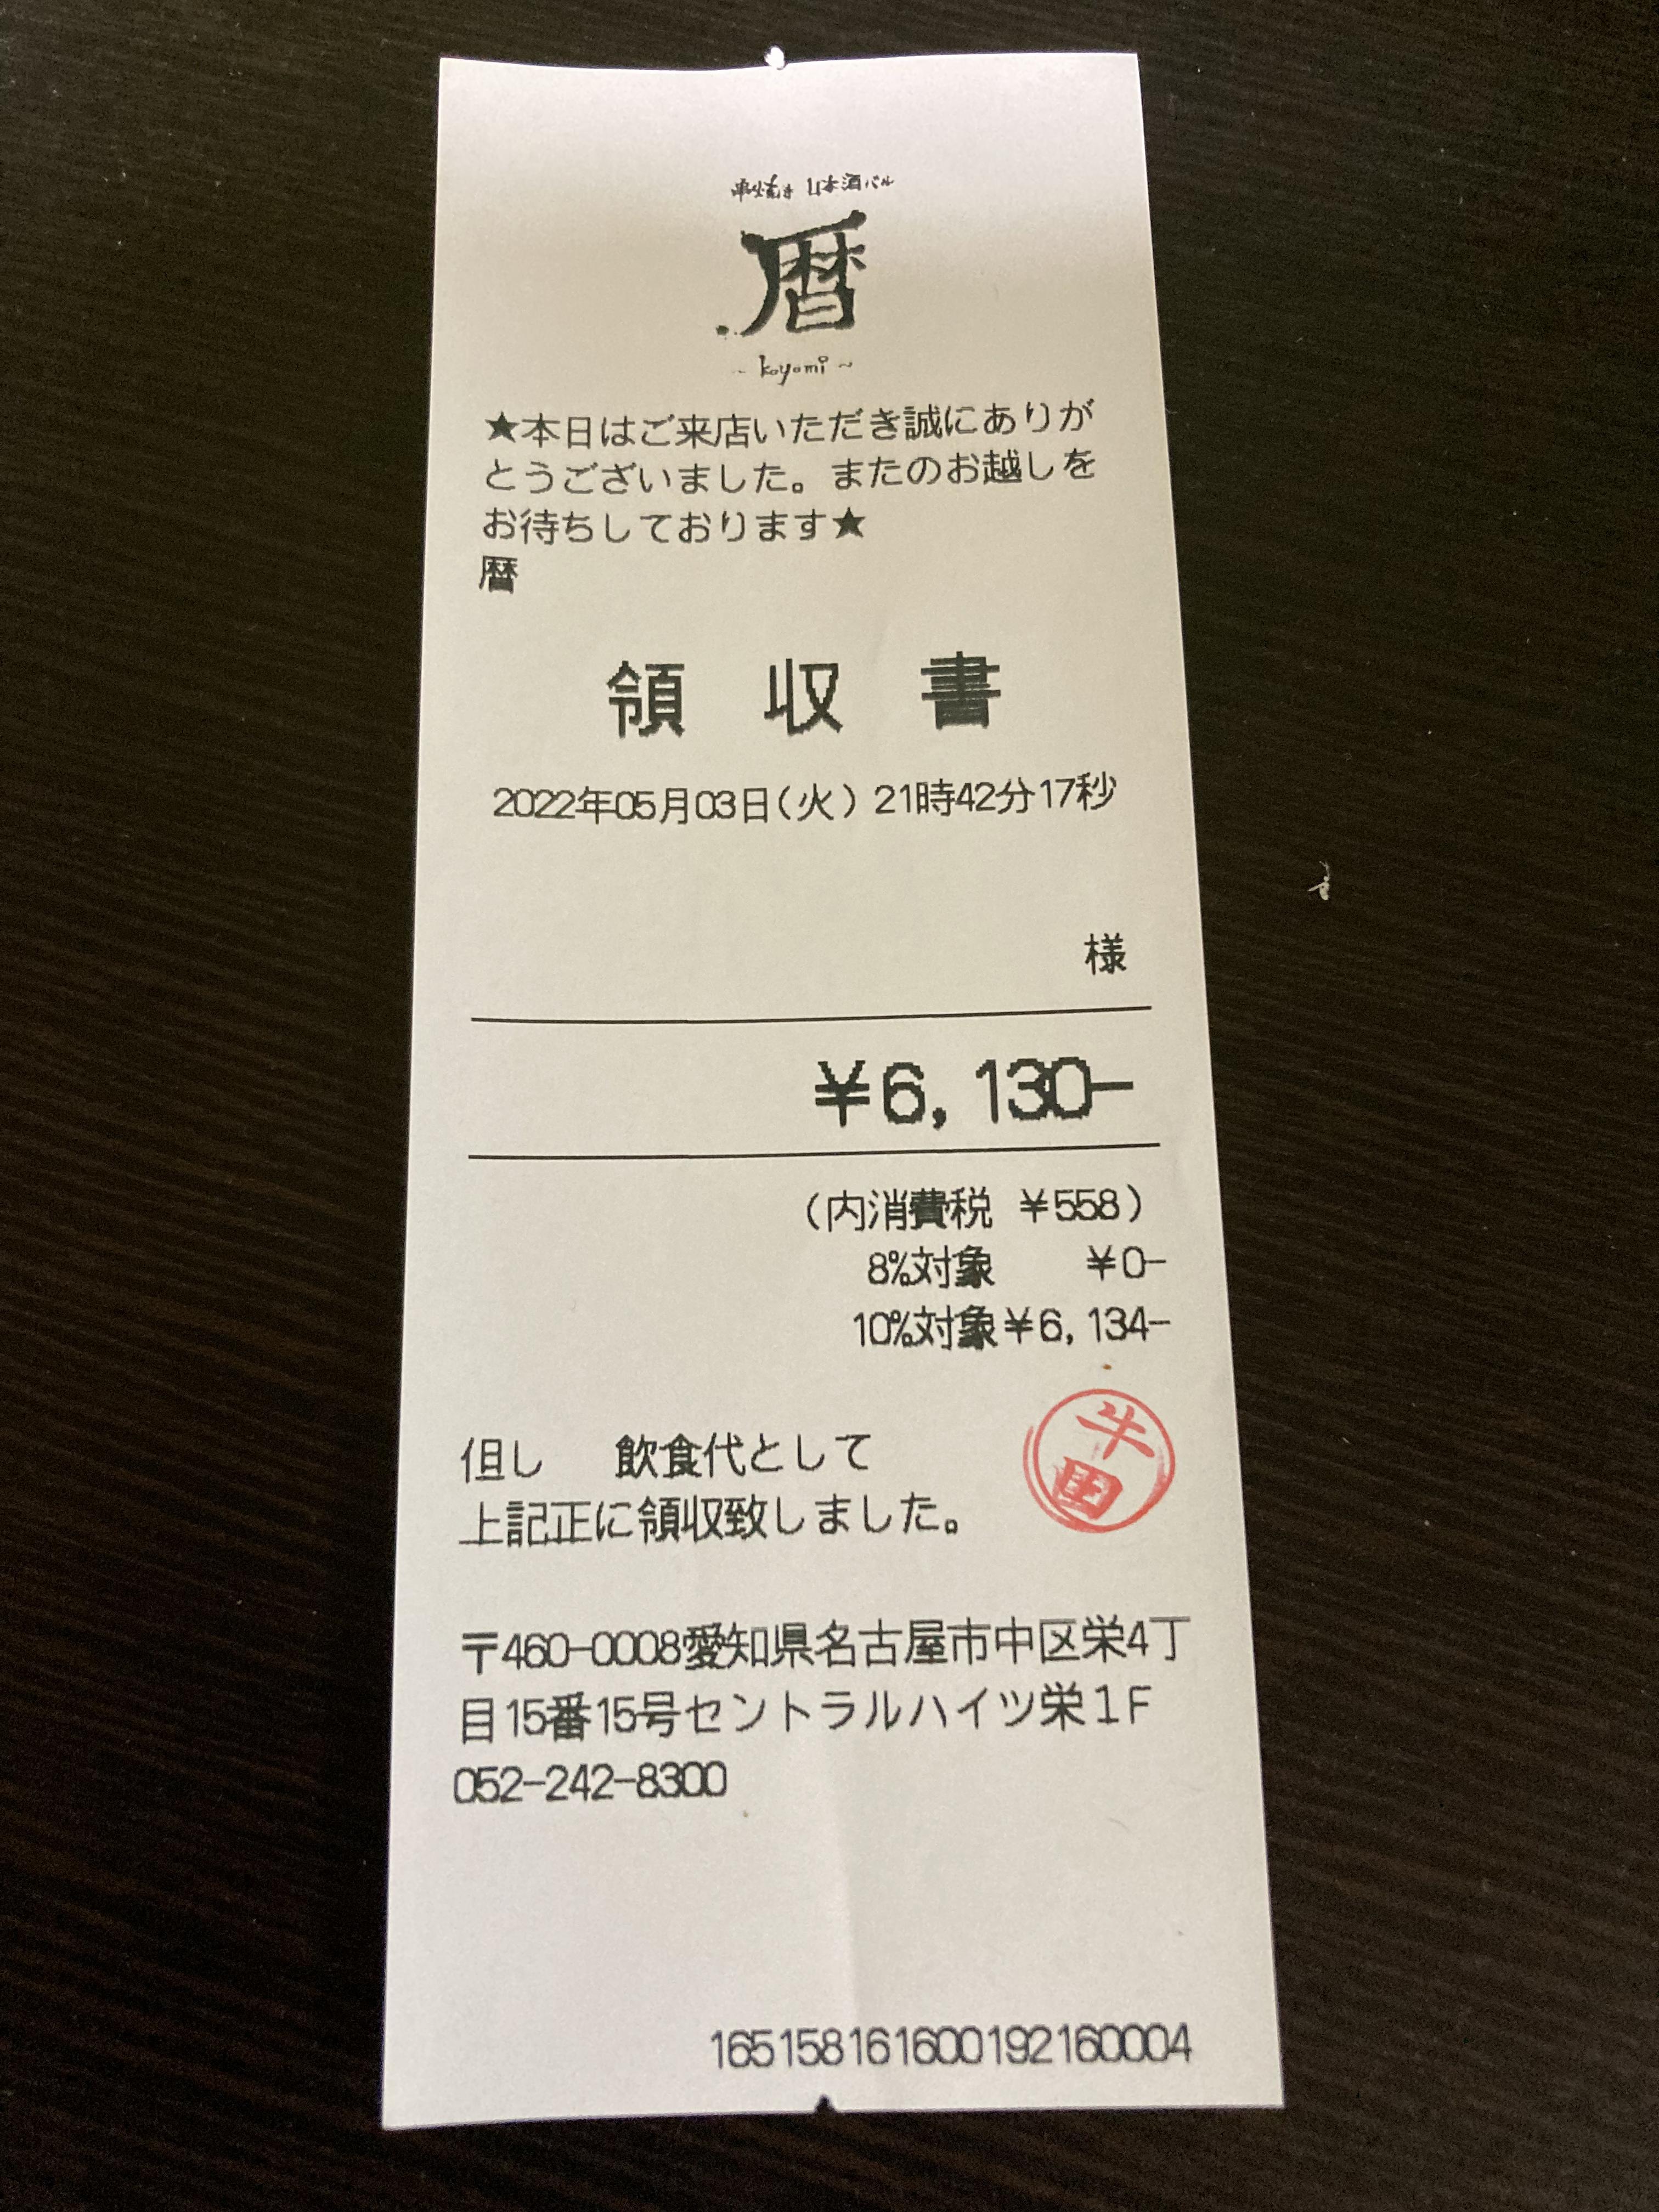 串焼き 日本酒バル
暦
~ koyomi ~
★本日はご来店いただき誠にありが
とうございました。またのお越しを
お待ちしております★
暦
領 収 書
2022年05月03日(火) 21時42分17秒
様
¥6,130-
(内消費税 ¥558)
8%対象 ¥0-
10%対象¥6,134-
牛田
但し 飲食代として
上記正に領収致しました。
〒460-0008愛知県名古屋市中区栄4丁
目15番15号セントラルハイツ栄1F
052-242-8300
165158161600192160004